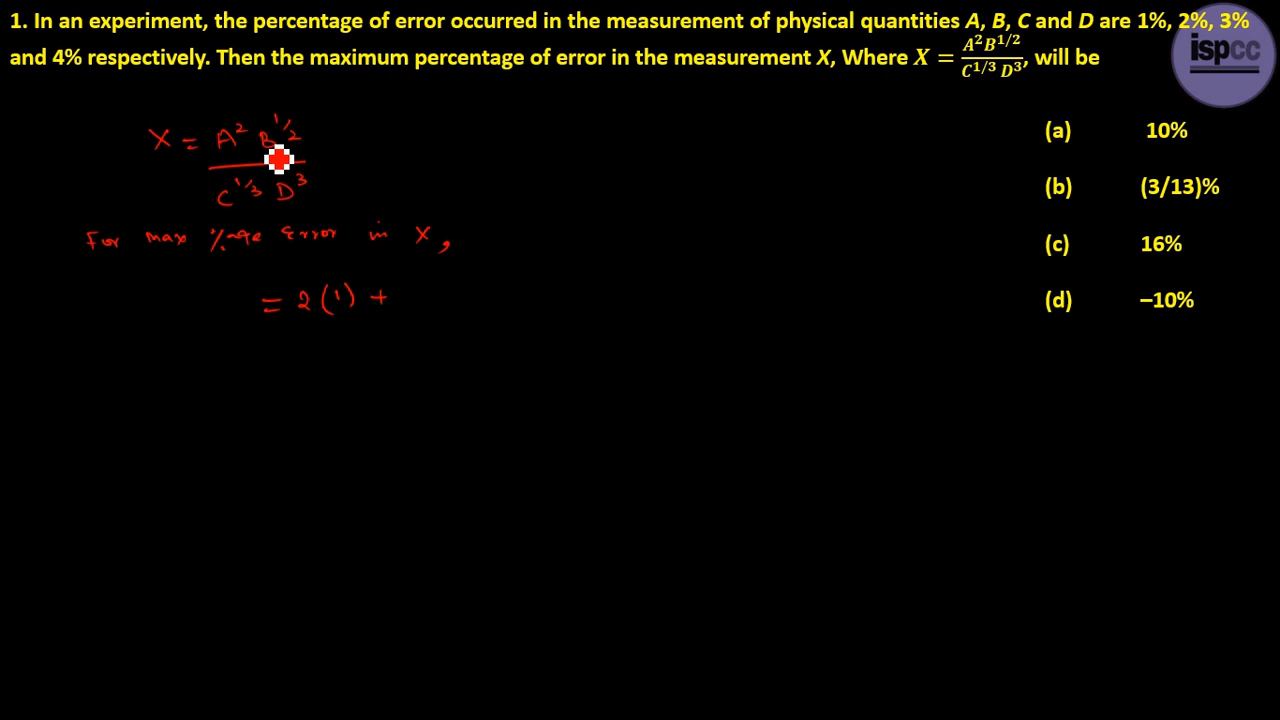 1. In an experiment, the percentage of error occurred in the measurement of physical quantities A, B, C and D are 1%, 2%, 3%
and 4% respectively. Then the maximum percentage of error in the measurement X, Where X = A²B^{1/2}/C^{1/3} D³, will be
ispcc
(a) 10%
(b) (3/13)%
(c) 16%
(d) –10%
X = A² B^{1/2}
C^{1/3} D³
For max %age Error in X,
= 2 (1) +